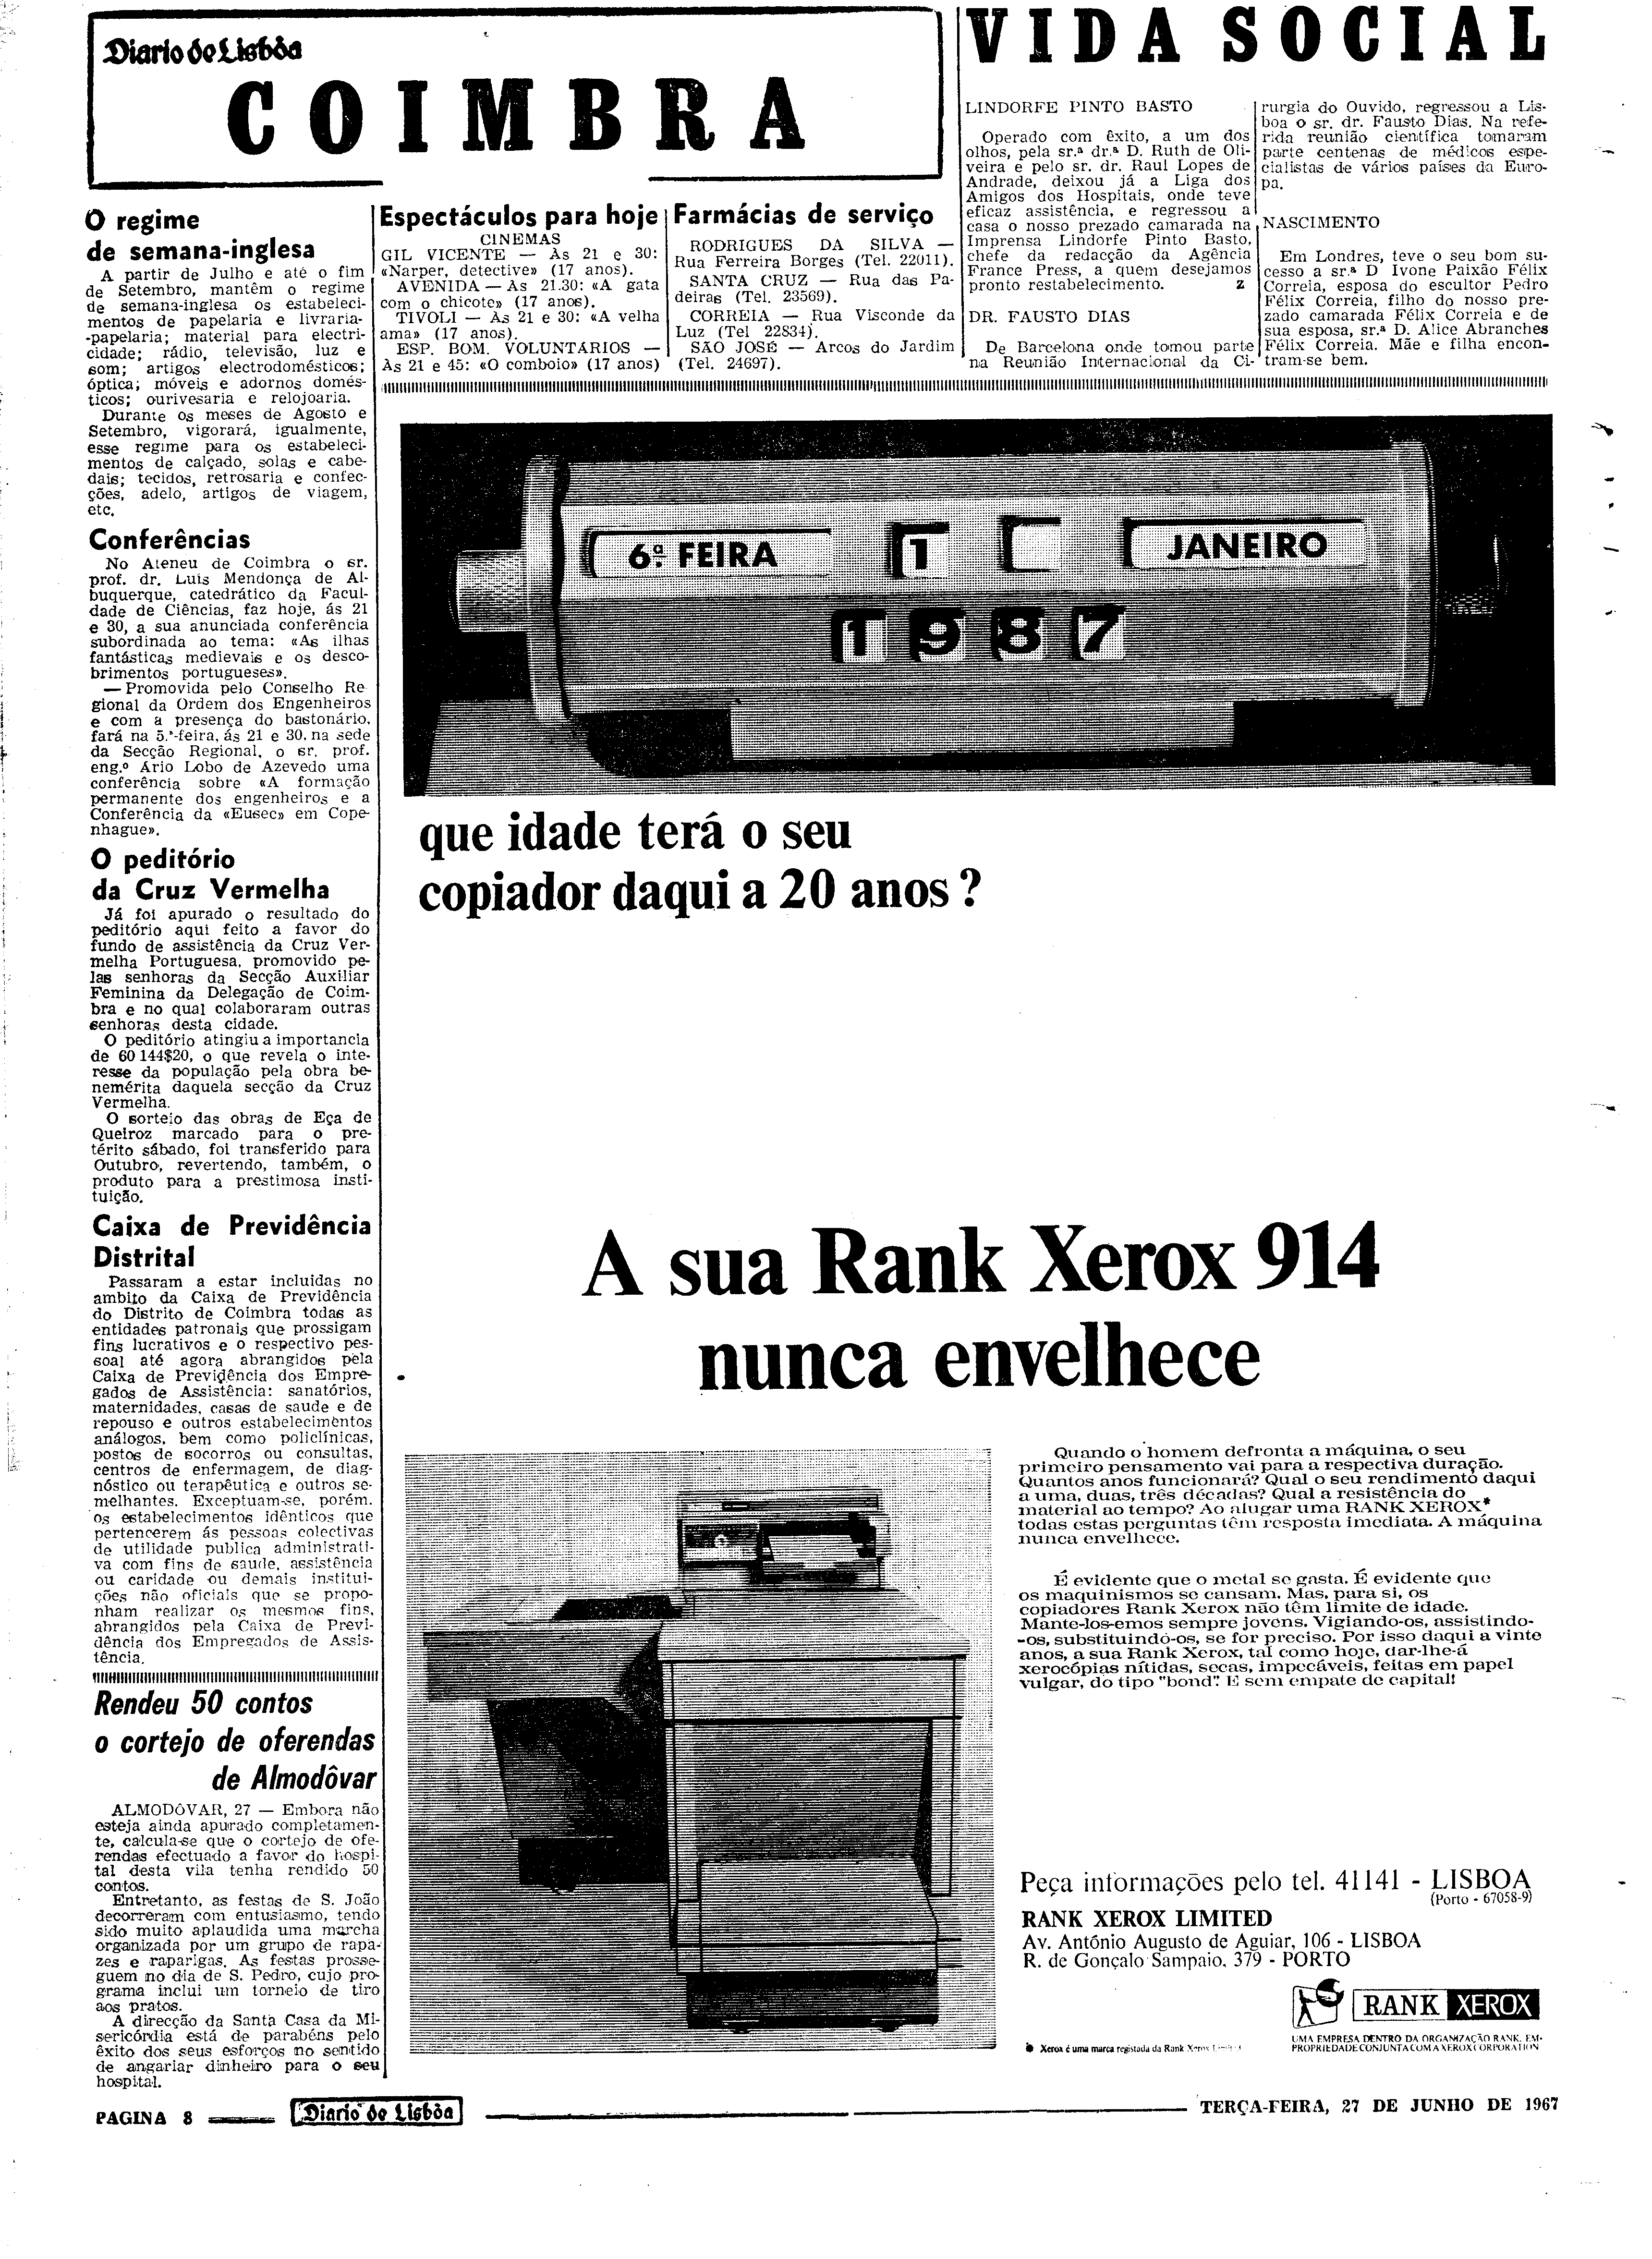 Diario de Lisbôa
COIMBRA
O regime
de semana-inglesa
A partir de Julho e até o fim
de Setembro, mantêm o regime
de semana-inglesa os estabeleci-
mentos de papelaria e livraria-
-papelaria; material para electri-
cidade; rádio, televisão, luz e
som; artigos electrodomésticos;
óptica; móveis e adornos domés-
ticos; ourivesaria e relojoaria.
Durante os meses de Agosto e
Setembro, vigorará, igualmente,
esse regime para os estabeleci-
mentos de calçado, solas e cabe-
dais; tecidos, retrosaria e confec-
ções, adelo, artigos de viagem,
etc.
Conferências
No Ateneu de Coimbra o sr.
prof. dr. Luis Mendonça de Al-
buquerque, catedrático da Facul-
dade de Ciências, faz hoje, ás 21
e 30, a sua anunciada conferência
subordinada ao tema: «As ilhas
fantásticas medievais e os desco-
brimentos portugueses».
— Promovida pelo Conselho Re
gional da Ordem dos Engenheiros
e com a presença do bastonário,
fará na 5.ª-feira, ás 21 e 30, na sede
da Secção Regional, o sr. prof.
eng.º Ário Lobo de Azevedo uma
conferência sobre «A formação
permanente dos engenheiros e a
Conferência da «Eusec» em Cope-
nhague».
O peditório
da Cruz Vermelha
Já foi apurado o resultado do
peditório aqui feito a favor do
fundo de assistência da Cruz Ver-
melha Portuguesa, promovido pe-
las senhoras da Secção Auxiliar
Feminina da Delegação de Coim-
bra e no qual colaboraram outras
senhoras desta cidade.
O peditório atingiu a importancia
de 60 144$20, o que revela o inte-
resse da população pela obra be-
nemérita daquela secção da Cruz
Vermelha.
O sorteio das obras de Eça de
Queiroz marcado para o pre-
térito sábado, foi transferido para
Outubro, revertendo, também, o
produto para a prestimosa insti-
tuição.
Caixa de Previdência
Distrital
Passaram a estar incluidas no
ambito da Caixa de Previdência
do Distrito de Coimbra todas as
entidades patronais que prossigam
fins lucrativos e o respectivo pes-
soal até agora abrangidos pela
Caixa de Previdência dos Empre-
gados de Assistência: sanatórios,
maternidades, casas de saude e de
repouso e outros estabelecimentos
análogos, bem como policlínicas,
postos de socorros ou consultas,
centros de enfermagem, de diag-
nóstico ou terapêutica e outros se-
melhantes. Exceptuam-se, porém,
os estabelecimentos idênticos que
pertencerem ás pessoas colectivas
de utilidade publica administrati-
va com fins de saude, assistência
ou caridade ou demais institui-
ções não oficiais que se propo-
nham realizar os mesmos fins,
abrangidos pela Caixa de Previ-
dência dos Empregados de Assis-
tência.
Rendeu 50 contos
o cortejo de oferendas
de Almodôvar
ALMODÓVAR, 27 — Embora não
esteja ainda apurado completamen-
te, calcula-se que o cortejo de ofe-
rendas efectuado a favor do hospi-
tal desta vila tenha rendido 50
contos.
Entretanto, as festas de S. João
decorreram com entusiasmo, tendo
sido muito aplaudida uma marcha
organizada por um grupo de rapa-
zes e raparigas. As festas prosse-
guem no dia de S. Pedro, cujo pro-
grama inclui um torneio de tiro
aos pratos.
A direcção da Santa Casa da Mi-
sericórdia está de parabéns pelo
êxito dos seus esforços no sentido
de angariar dinheiro para o seu
hospital.
Espectáculos para hoje
CINEMAS
GIL VICENTE — Às 21 e 30:
«Narper, detective» (17 anos).
AVENIDA — Às 21.30: «A gata
com o chicote» (17 anos).
TIVOLI — Às 21 e 30: «A velha
ama» (17 anos).
ESP. BOM. VOLUNTÁRIOS —
Às 21 e 45: «O comboio» (17 anos)
Farmácias de serviço
RODRIGUES DA SILVA —
Rua Ferreira Borges (Tel. 22011).
SANTA CRUZ — Rua das Pa-
deiras (Tel. 23569).
CORREIA — Rua Visconde da
Luz (Tel 22834).
SÃO JOSÉ — Arcos do Jardim
(Tel. 24697).
VIDA SOCIAL
LINDORFE PINTO BASTO
Operado com êxito, a um dos
olhos, pela sr.ª dr.ª D. Ruth de Oli-
veira e pelo sr. dr. Raul Lopes de
Andrade, deixou já a Liga dos
Amigos dos Hospitais, onde teve
eficaz assistência, e regressou a
casa o nosso prezado camarada na
Imprensa Lindorfe Pinto Basto,
chefe da redacção da Agência
France Press, a quem desejamos
pronto restabelecimento. z
DR. FAUSTO DIAS
De Barcelona onde tomou parte
na Reunião Internacional da Ci-
rurgia do Ouvido, regressou a Lis-
boa o sr. dr. Fausto Dias. Na refe-
rida reunião científica tomaram
parte centenas de médicos espe-
cialistas de vários países da Euro-
pa.
NASCIMENTO
Em Londres, teve o seu bom su-
cesso a sr.ª D Ivone Paixão Félix
Correia, esposa do escultor Pedro
Félix Correia, filho do nosso pre-
zado camarada Félix Correia e de
sua esposa, sr.ª D. Alice Abranches
Félix Correia. Mãe e filha encon-
tram-se bem.
6ª FEIRA 1 JANEIRO
1987
que idade terá o seu
copiador daqui a 20 anos?
A sua Rank Xerox 914
nunca envelhece
Quando o homem defronta a máquina, o seu
primeiro pensamento vai para a respectiva duração.
Quantos anos funcionará? Qual o seu rendimento daqui
a uma, duas, três décadas? Qual a resistência do
material ao tempo? Ao alugar uma RANK XEROX*
todas estas perguntas têm resposta imediata. A máquina
nunca envelhece.
É evidente que o metal se gasta. É evidente que
os maquinismos se cansam. Mas, para si, os
copiadores Rank Xerox não têm limite de idade.
Mante-los-emos sempre jovens. Vigiando-os, assistindo-
-os, substituindo-os, se for preciso. Por isso daqui a vinte
anos, a sua Rank Xerox, tal como hoje, dar-lhe-á
xerocópias nítidas, secas, impecáveis, feitas em papel
vulgar, do tipo "bond". E sem empate de capital!
Peça informações pelo tel. 41141 - LISBOA
(Porto - 67058-9)
RANK XEROX LIMITED
Av. António Augusto de Aguiar, 106 - LISBOA
R. de Gonçalo Sampaio, 379 - PORTO
RANK XEROX
UMA EMPRESA DENTRO DA ORGANIZAÇÃO RANK, EM-
PROPRIEDADE CONJUNTA COM A XEROX CORPORATION
* Xerox é uma marca registada da Rank Xerox Limited
PAGINA 8
Diario de Lisbôa
TERÇA-FEIRA, 27 DE JUNHO DE 1967